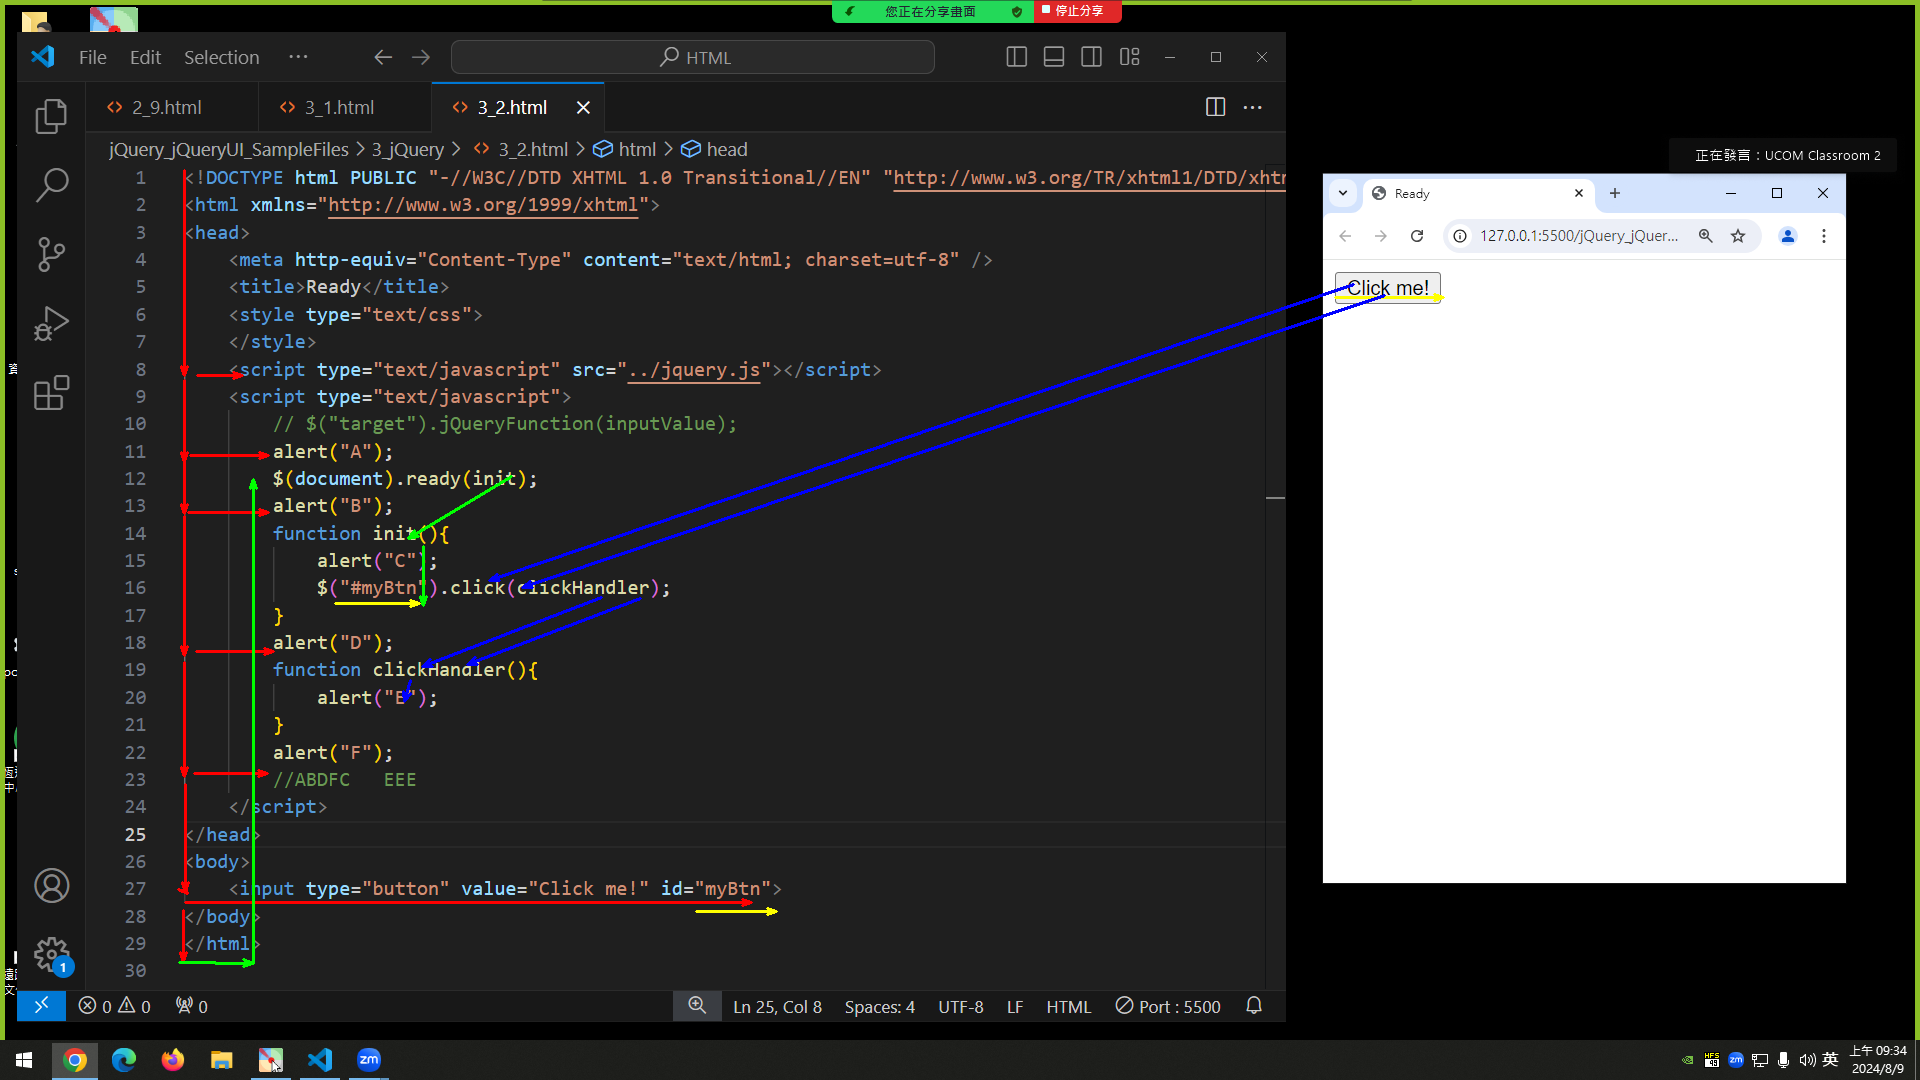 您正在分享畫面
停止分享
File Edit Selection ···
HTML
2_9.html
3_1.html
3_2.html
jQuery_jQueryUI_SampleFiles > 3_jQuery > 3_2.html > html > head
1 <!DOCTYPE html PUBLIC "-//W3C//DTD XHTML 1.0 Transitional//EN" "http://www.w3.org/TR/xhtml1/DTD/xhtm
2 <html xmlns="http://www.w3.org/1999/xhtml">
3 <head>
4 <meta http-equiv="Content-Type" content="text/html; charset=utf-8" />
5 <title>Ready</title>
6 <style type="text/css">
7 </style>
8 <script type="text/javascript" src="../jquery.js"></script>
9 <script type="text/javascript">
10 // $("target").jQueryFunction(inputValue);
11 alert("A");
12 $(document).ready(init);
13 alert("B");
14 function init(){
15 alert("C");
16 $("#myBtn").click(clickHandler);
17 }
18 alert("D");
19 function clickHandler(){
20 alert("E");
21 }
22 alert("F");
23 //ABDFC EEE
24 </script>
25 </head>
26 <body>
27 <input type="button" value="Click me!" id="myBtn">
28 </body>
29 </html>
30
1
0 0 0
Ln 25, Col 8 Spaces: 4 UTF-8 LF HTML Port : 5500
正在發言：UCOM Classroom 2
Ready
127.0.0.1:5500/jQuery_jQuer...
Click me!
zm
zm
英
上午 09:34
2024/8/9